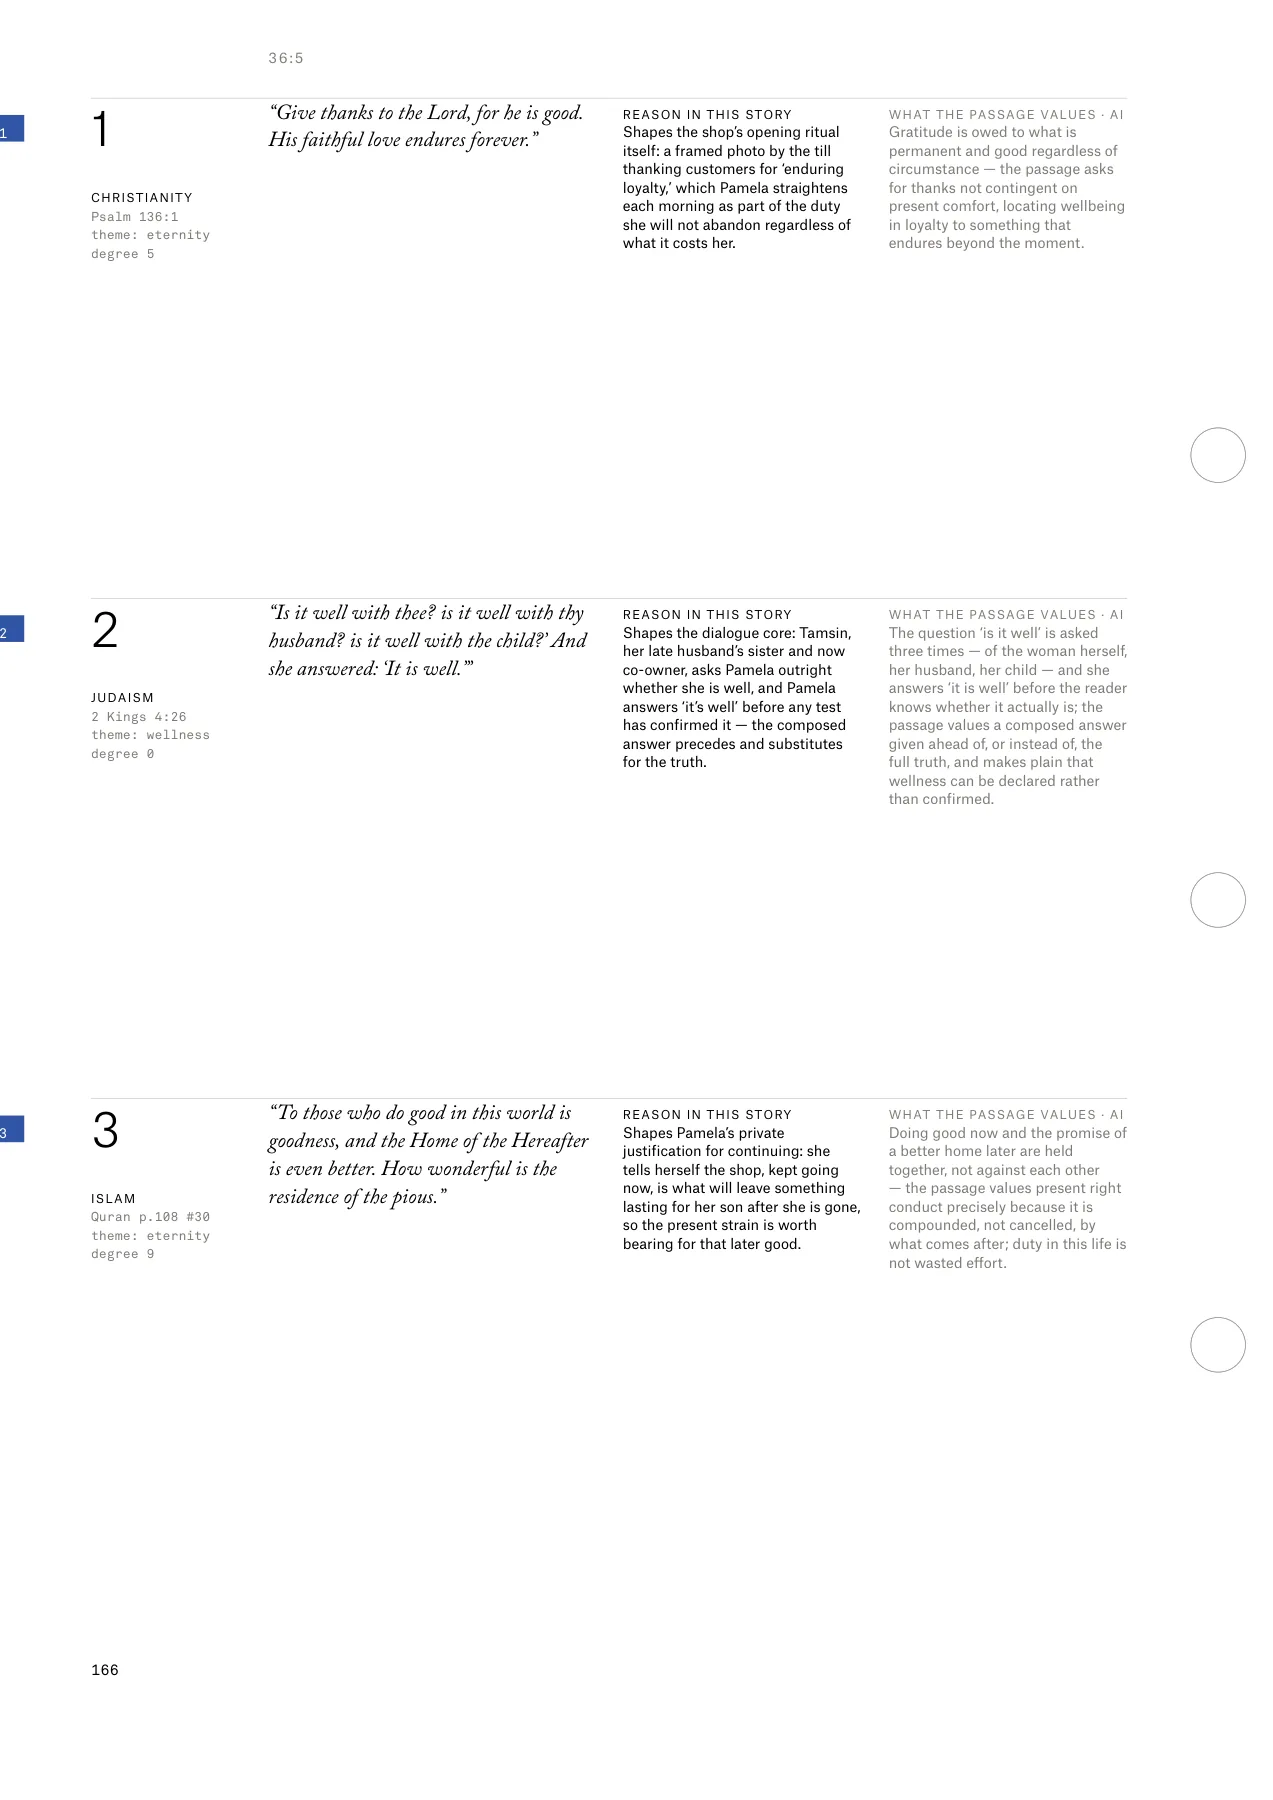 36:5
1
1
CHRISTIANITY
Psalm 136:1
theme: eternity
degree 5
“Give thanks to the Lord, for he is good.
His faithful love endures forever.”
REASON IN THIS STORY
Shapes the shop’s opening ritual
itself: a framed photo by the till
thanking customers for ‘enduring
loyalty,’ which Pamela straightens
each morning as part of the duty
she will not abandon regardless of
what it costs her.
WHAT THE PASSAGE VALUES · AI
Gratitude is owed to what is
permanent and good regardless of
circumstance — the passage asks
for thanks not contingent on
present comfort, locating wellbeing
in loyalty to something that
endures beyond the moment.
2
2
JUDAISM
2 Kings 4:26
theme: wellness
degree 0
“Is it well with thee? is it well with thy
husband? is it well with the child?’ And
she answered: ‘It is well.’”
REASON IN THIS STORY
Shapes the dialogue core: Tamsin,
her late husband’s sister and now
co-owner, asks Pamela outright
whether she is well, and Pamela
answers ‘it’s well’ before any test
has confirmed it — the composed
answer precedes and substitutes
for the truth.
WHAT THE PASSAGE VALUES · AI
The question ‘is it well’ is asked
three times — of the woman herself,
her husband, her child — and she
answers ‘it is well’ before the reader
knows whether it actually is; the
passage values a composed answer
given ahead of, or instead of, the
full truth, and makes plain that
wellness can be declared rather
than confirmed.
3
3
ISLAM
Quran p.108 #30
theme: eternity
degree 9
“To those who do good in this world is
goodness, and the Home of the Hereafter
is even better. How wonderful is the
residence of the pious.”
REASON IN THIS STORY
Shapes Pamela’s private
justification for continuing: she
tells herself the shop, kept going
now, is what will leave something
lasting for her son after she is gone,
so the present strain is worth
bearing for that later good.
WHAT THE PASSAGE VALUES · AI
Doing good now and the promise of
a better home later are held
together, not against each other
— the passage values present right
conduct precisely because it is
compounded, not cancelled, by
what comes after; duty in this life is
not wasted effort.
166